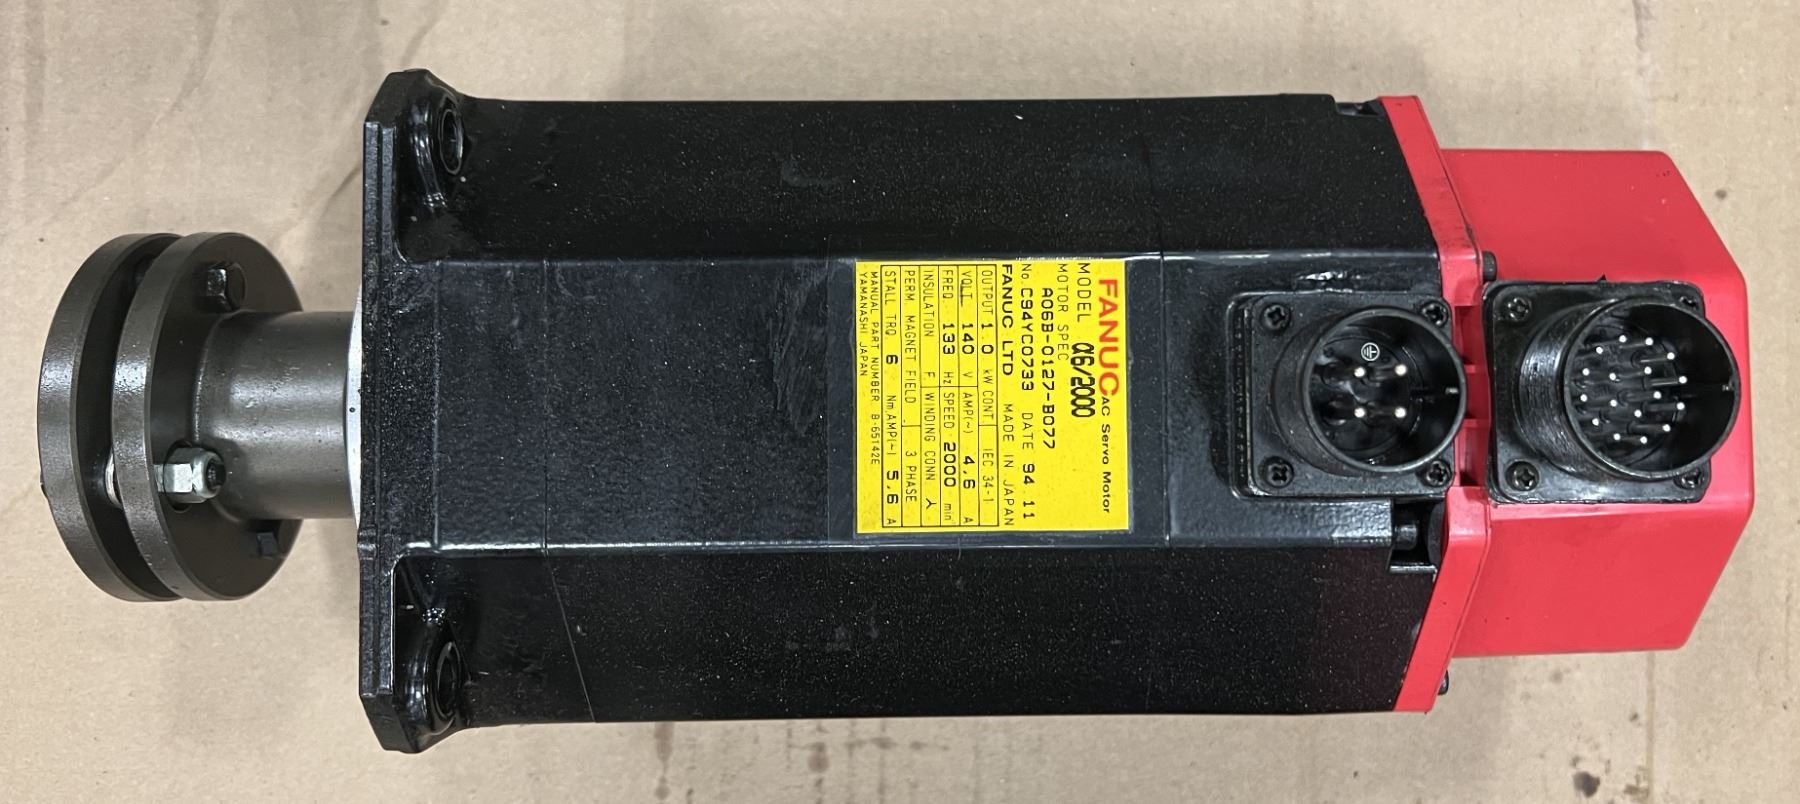 FANUC AC Servo Motor
MODEL α6/2000
MOTOR SPEC
A06B-0127-B077
No. C94YC0733 DATE 94.11
FANUC LTD MADE IN JAPAN
OUTPUT 1.0 kW CONT. IEC 34-1
VOLT. 140 V AMP(~) 4,6 A
FREQ. 133 Hz SPEED 2000 min
INSULATION F. WINDING CONN 人
PERM. MAGNET FIELD , 3 PHASE
STALL TRQ. 6 Nm, AMP(~) 5,6 A
MANUAL PART NUMBER B-65142E
YAMANASHI JAPAN